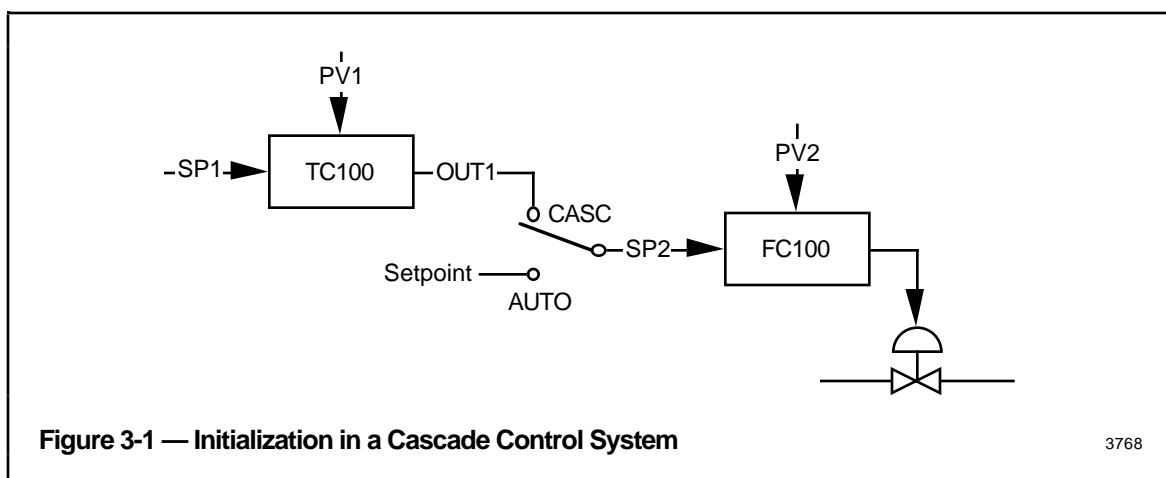 PV1
SP1
TC100
OUT1
CASC
PV2
SP2
FC100
Setpoint
AUTO
Figure 3-1 — Initialization in a Cascade Control System
3768